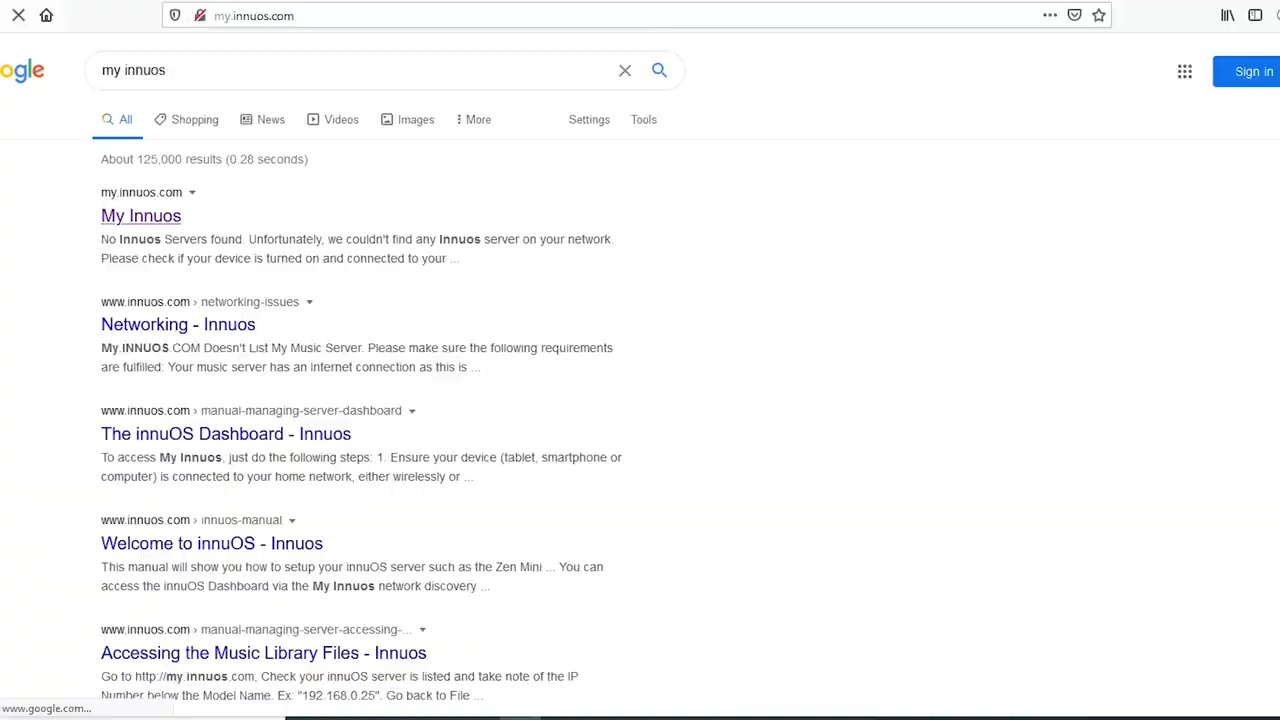 my.innuos.com
ogle
my innuos
Sign in
All Shopping News Videos Images More Settings Tools
About 125,000 results (0.28 seconds)
my.innuos.com
My Innuos
No Innuos Servers found. Unfortunately, we couldn't find any Innuos server on your network.
Please check if your device is turned on and connected to your ...
www.innuos.com › networking-issues
Networking - Innuos
My.INNUOS.COM Doesn't List My Music Server. Please make sure the following requirements
are fulfilled: Your music server has an Internet connection as this is ...
www.innuos.com › manual-managing-server-dashboard
The innuOS Dashboard - Innuos
To access My Innuos, just do the following steps: 1. Ensure your device (tablet, smartphone or
computer) is connected to your home network, either wirelessly or ...
www.innuos.com › innuos-manual
Welcome to innuOS - Innuos
This manual will show you how to setup your innuOS server such as the Zen Mini ... You can
access the innuOS Dashboard via the My Innuos network discovery ...
www.innuos.com › manual-managing-server-accessing-...
Accessing the Music Library Files - Innuos
Go to http://my.innuos.com, Check your innuOS server is listed and take note of the IP
Number below the Model Name. Ex: "192.168.0.25". Go back to File ...
www.google.com...